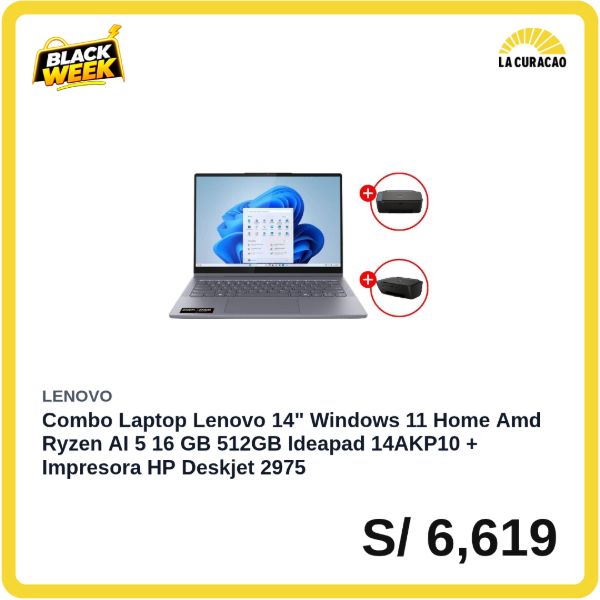 BLACK
WEEK
LA CURACAO
LENOVO
Combo Laptop Lenovo 14" Windows 11 Home Amd
Ryzen AI 5 16 GB 512GB Ideapad 14AKP10 +
Impresora HP Deskjet 2975
S/ 6,619